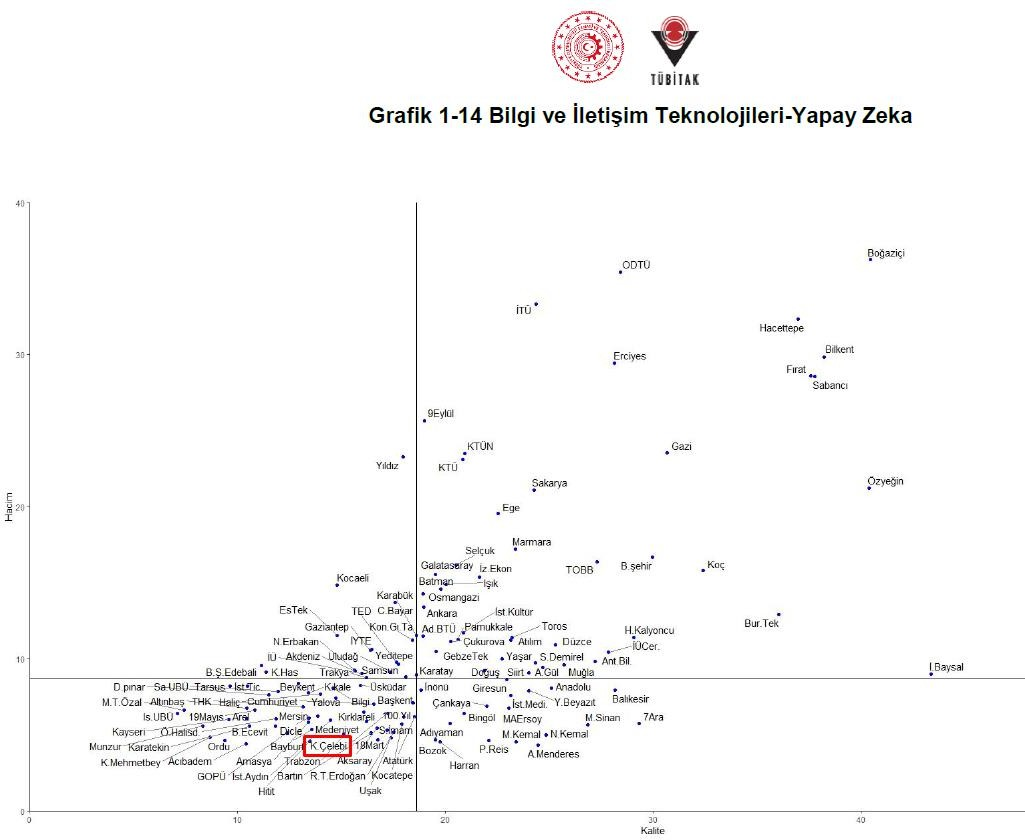 TÜBİTAK
Grafik 1-14 Bilgi ve İletişim Teknolojileri-Yapay Zeka
40
Boğaziçi
ODTÜ
İTÜ
Hacettepe
30
Erciyes
Bilkent
Fırat
Sabancı
9Eylül
KTÜN
Gazi
Yıldız
KTÜ
Sakarya
Özyeğin
Hacim
20
Ege
Marmara
Selçuk
Galatasaray
İz.Ekon
TOBB
B.şehir
Koç
Kocaeli
Batman
Işık
Karabük
Osmangazi
EsTek
TED
C.Bayar
Ankara
İst.Kültür
Bur.Tek
Gaziantep
Kon.Gı.Ta.
Ad.BTÜ
Pamukkale
Toros
H.Kalyoncu
N.Erbakan
İYTE
Çukurova
Atılım
Düzce
İÜCer.
10
İÜ
Akdeniz
Uludağ
Yeditepe
GebzeTek
Yaşar
S.Demirel
Ant.Bil.
B.Ş.Edebali
K.Has
Trakya
Samsun
Karatay
Doğuş
Siirt
A.Gül
Muğla
İ.Baysal
D.pınar
Sa.UBÜ
Tarsus
İst.Tic.
Beykent
K.kale
Üsküdar
İnönü
Giresun
Anadolu
M.T.Özal
Altınbaş
THK
Haliç
Cumhuriyet
Yalova
Bilgi
Başkent
Çankaya
İst.Medi.
Y.Beyazıt
Balıkesir
Is.UBÜ
19Mayıs
Arel
Mersin
Kırklareli
100.Yıl
Bingöl
MAErsoy
M.Sinan
7Ara
Kayseri
Ö.Halisd.
B.Ecevit
Dicle
Medeniyet
S.İmam
Adıyaman
M.Kemal
N.Kemal
Munzur
Karatekin
Ordu
Bayburt
K.Çelebi
18Mart
Bozok
P.Reis
A.Menderes
K.Mehmetbey
Acıbadem
Amasya
Trabzon
Aksaray
Atatürk
Harran
GOPÜ
İst.Aydın
Bartın
R.T.Erdoğan
Kocatepe
Hitit
Uşak
0
0
10
20
30
40
Kalite